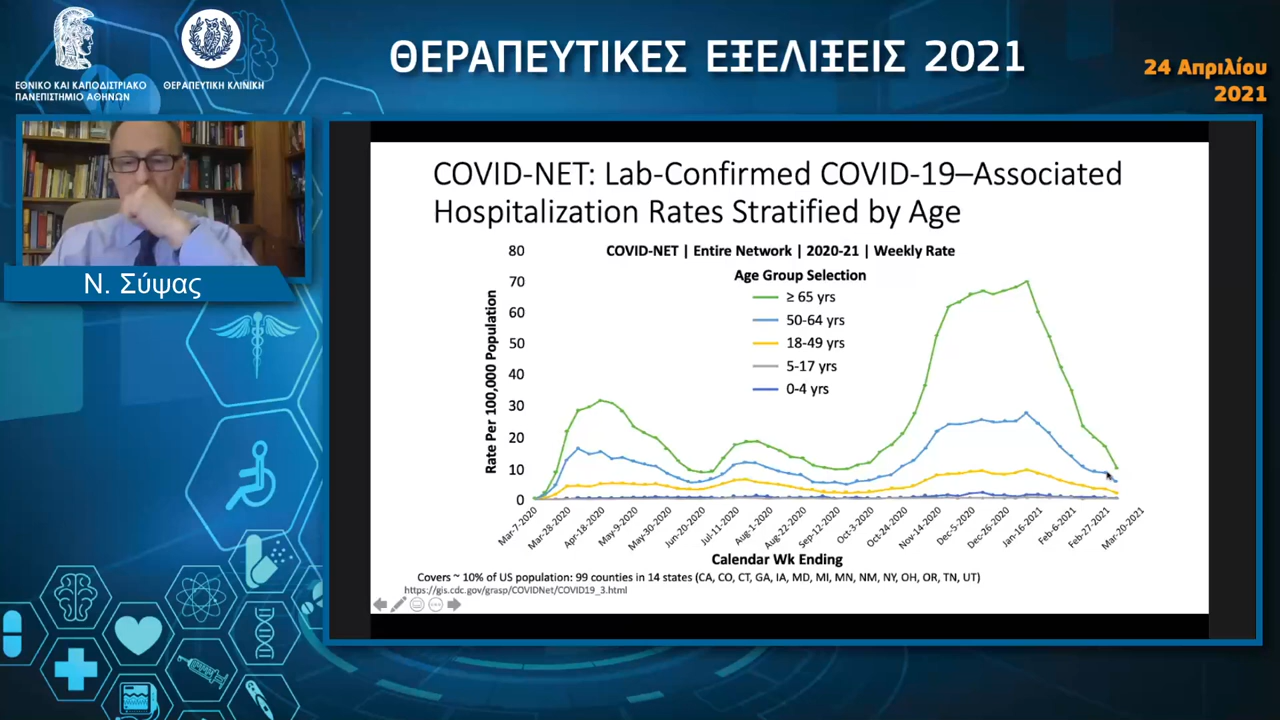 ΕΘΝΙΚΟ ΚΑΙ ΚΑΠΟΔΙΣΤΡΙΑΚΟ
ΠΑΝΕΠΙΣΤΗΜΙΟ ΑΘΗΝΩΝ
ΘΕΡΑΠΕΥΤΙΚΗ ΚΛΙΝΙΚΗ
ΘΕΡΑΠΕΥΤΙΚΕΣ ΕΞΕΛΙΞΕΙΣ 2021
24 Απριλίου
2021
Ν. Σύψας
COVID-NET: Lab-Confirmed COVID-19–Associated
Hospitalization Rates Stratified by Age
COVID-NET | Entire Network | 2020-21 | Weekly Rate
Age Group Selection
≥ 65 yrs
50-64 yrs
18-49 yrs
5-17 yrs
0-4 yrs
Rate Per 100,000 Population
80
70
60
50
40
30
20
10
0
Mar-7-2020
Mar-28-2020
Apr-18-2020
May-9-2020
May-30-2020
Jun-20-2020
Jul-11-2020
Aug-1-2020
Aug-22-2020
Sep-12-2020
Oct-3-2020
Oct-24-2020
Nov-14-2020
Dec-5-2020
Dec-26-2020
Jan-16-2021
Feb-6-2021
Feb-27-2021
Mar-20-2021
Calendar Wk Ending
Covers ~ 10% of US population: 99 counties in 14 states (CA, CO, CT, GA, IA, MD, MI, MN, NM, NY, OH, OR, TN, UT)
https://gis.cdc.gov/grasp/COVIDNet/COVID19_3.html